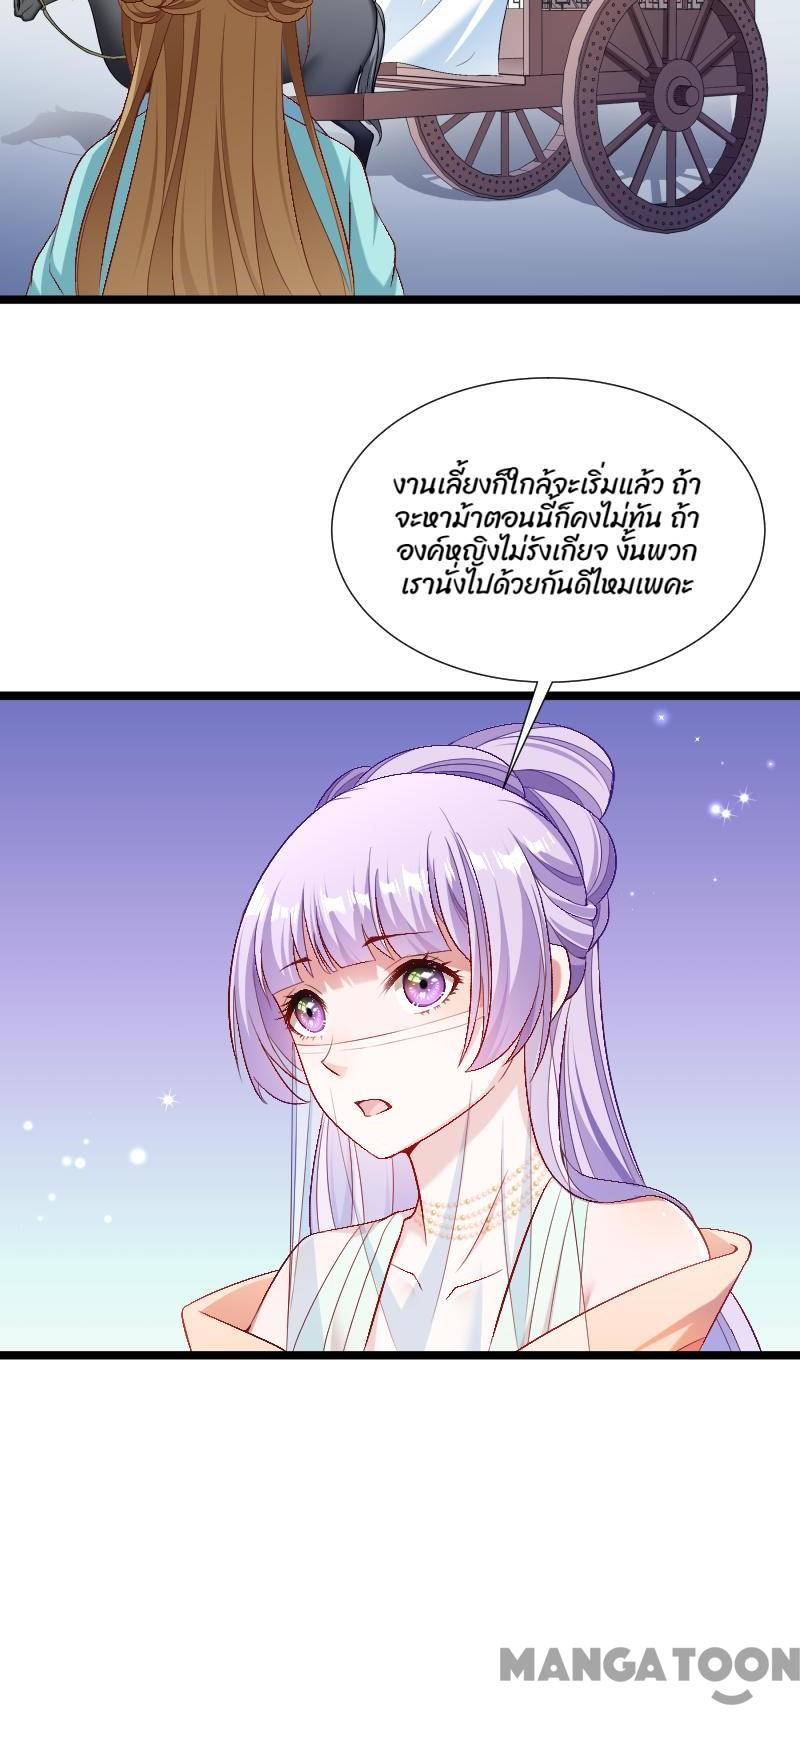 งานเลี้ยงก็ใกล้จะเริ่มแล้ว ถ้า
จะหาม้าตอนนี้ก็คงไม่ทัน ถ้า
องค์หญิงไม่รังเกียจ งั้นพวก
เรานั่งไปด้วยกันดีไหมเพคะ
MANGATOON